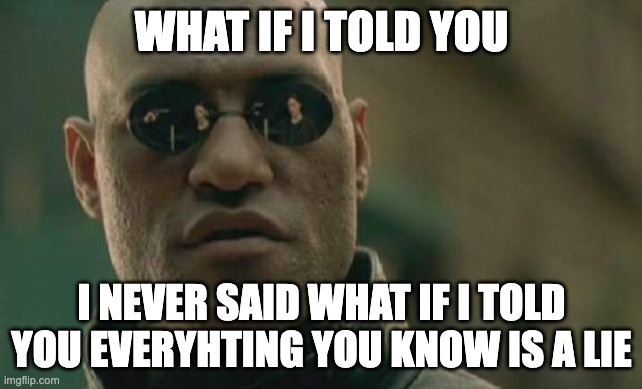 WHAT IF I TOLD YOU
I NEVER SAID WHAT IF I TOLD
YOU EVERYHTING YOU KNOW IS A LIE
imgflip.com